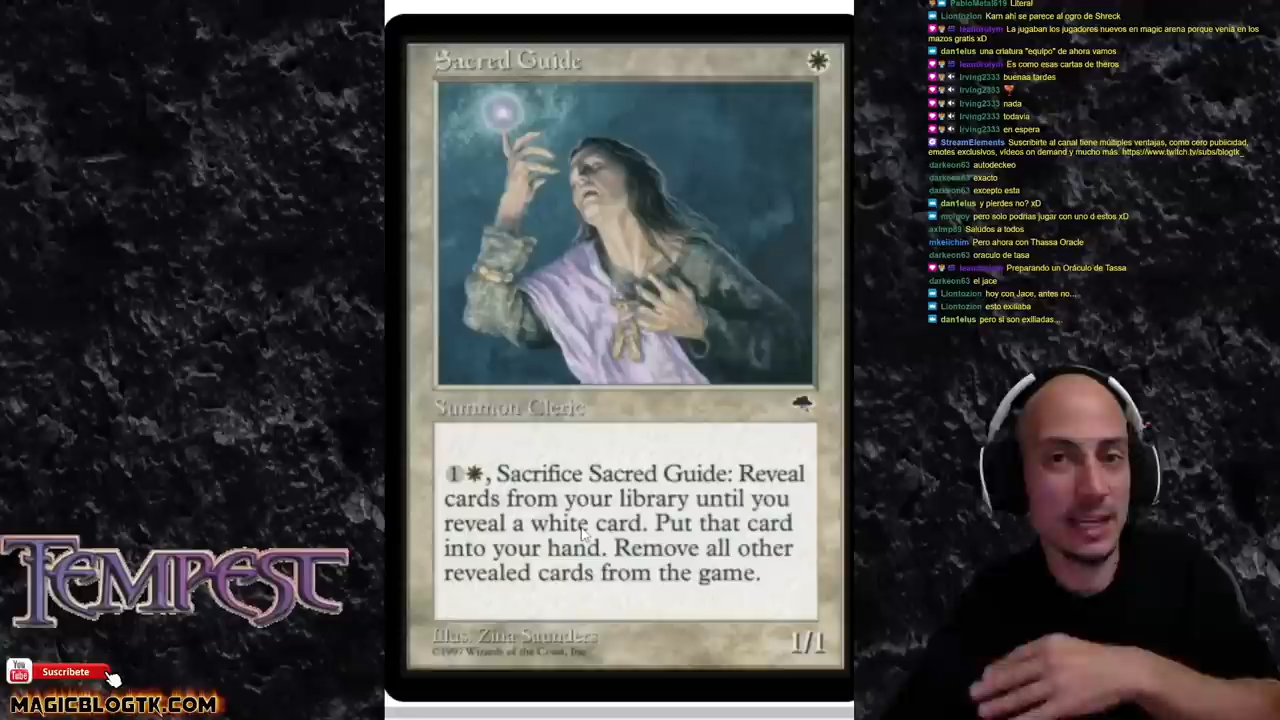 Sacred Guide
Summon Cleric
1, Sacrifice Sacred Guide: Reveal
cards from your library until you
reveal a white card. Put that card
into your hand. Remove all other
revealed cards from the game.
Illus. Zina Saunders
©1997 Wizards of the Coast, Inc.
1/1
TEMPEST
You
Tube
Suscribete
MAGICBLOGTK.COM
PabloMetal619 Literal
Liontozion Kam ahi se parece al ogro de Shreck
La jugaban los jugadores nuevos en magic arena porque venia en los
mazos gratis xD
dan1elus una criatura "equipo" de ahora vamos
Es como esas cartas de theros
Irving2333 buenaa tardes
Irving2333
Irving2333 nada
Irving2333 todavia
Irving2333 en espera
StreamElements Suscribirte al canal tiene múltiples ventajas, como cero publicidad,
emotes exclusivos, vídeos on demand y mucho más. https://www.twitch.tv/subs/blogtk_
darkeon63 autodeckeo
darkeon63 exacto
darkeon63 excepto esta
dan1elus y pierdes no? xD
pero solo podrias jugar con uno d estos xD
axlmp89 Saludos a todos
mkeiichim Pero ahora con Thassa Oracle
darkeon63 oraculo de tasa
Preparando un Oráculo de Tassa
darkeon63 el jace
Liontozion hoy con Jace, antes no...
Liontozion esto exiliaba
dan1elus pero si son exiliadas...